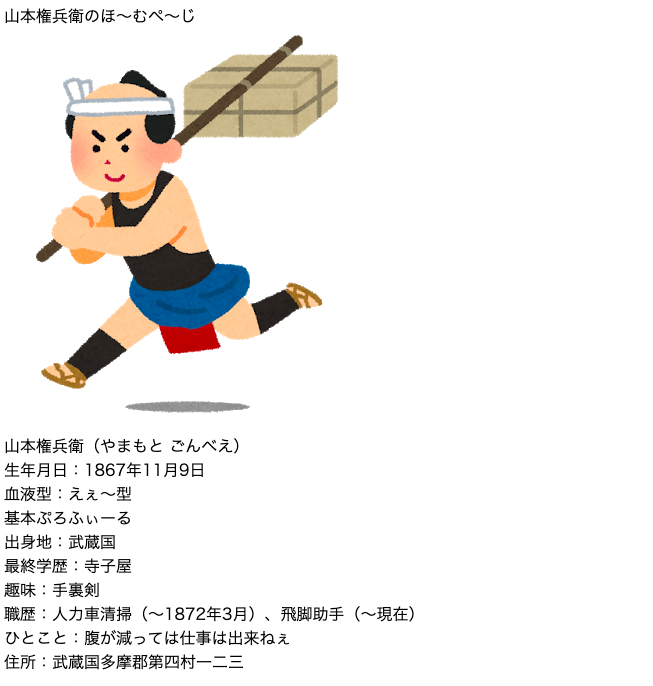 山本権兵衛のほ〜むぺ〜じ
山本権兵衛（やまもと ごんべえ）
生年月日：1867年11月9日
血液型：えぇ〜型
基本ぷろふぃーる
出身地：武蔵国
最終学歴：寺子屋
趣味：手裏剣
職歴：人力車清掃（〜1872年3月）、飛脚助手（〜現在）
ひとこと：腹が減っては仕事は出来ねぇ
住所：武蔵国多摩郡第四村一二三